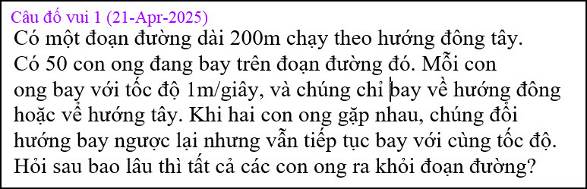 Câu đố vui 1 (21-Apr-2025)
Có một đoạn đường dài 200m chạy theo hướng đông tây.
Có 50 con ong đang bay trên đoạn đường đó. Mỗi con
ong bay với tốc độ 1m/giây, và chúng chỉ bay về hướng đông
hoặc về hướng tây. Khi hai con ong gặp nhau, chúng đổi
hướng bay ngược lại nhưng vẫn tiếp tục bay với cùng tốc độ.
Hỏi sau bao lâu thì tất cả các con ong ra khỏi đoạn đường?